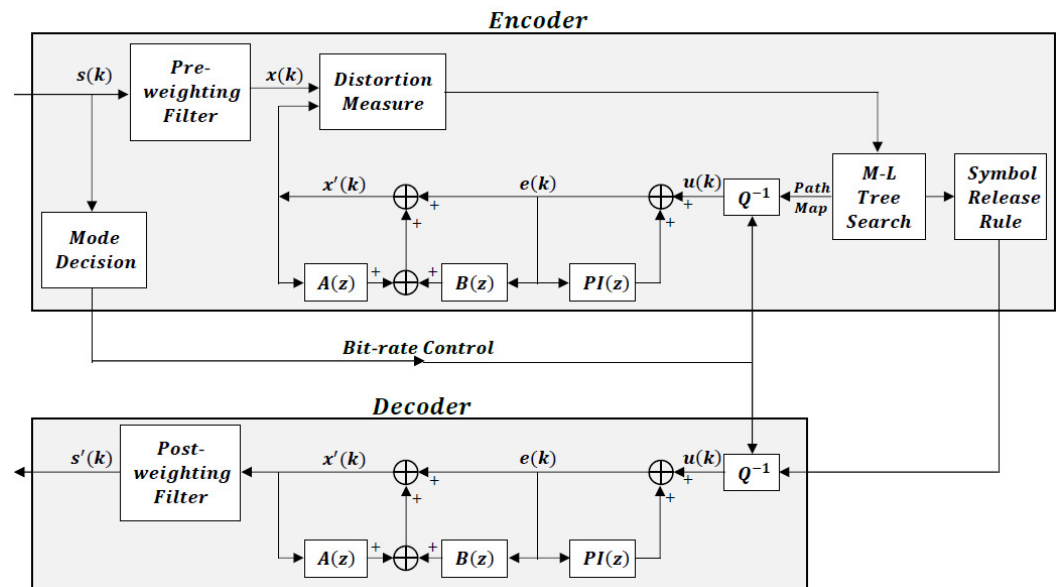 Encoder
s(k)
Pre-
weighting
Filter
x(k)
Distortion
Measure
Mode
Decision
x'(k)
+
e(k)
u(k)
+
Q⁻¹
Path
Map
M-L
Tree
Search
Symbol
Release
Rule
+
+
A(z)
+
+
B(z)
PI(z)
Bit-rate Control
Decoder
s'(k)
Post-
weighting
Filter
x'(k)
+
e(k)
u(k)
+
Q⁻¹
+
+
A(z)
+
+
B(z)
PI(z)